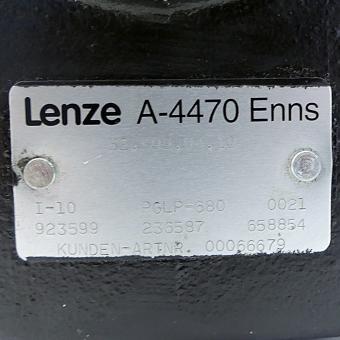 Lenze A-4470 Enns
I-10 PGLP-680 0021
923599 236587 658854
KUNDEN-ARTNR. 00066679